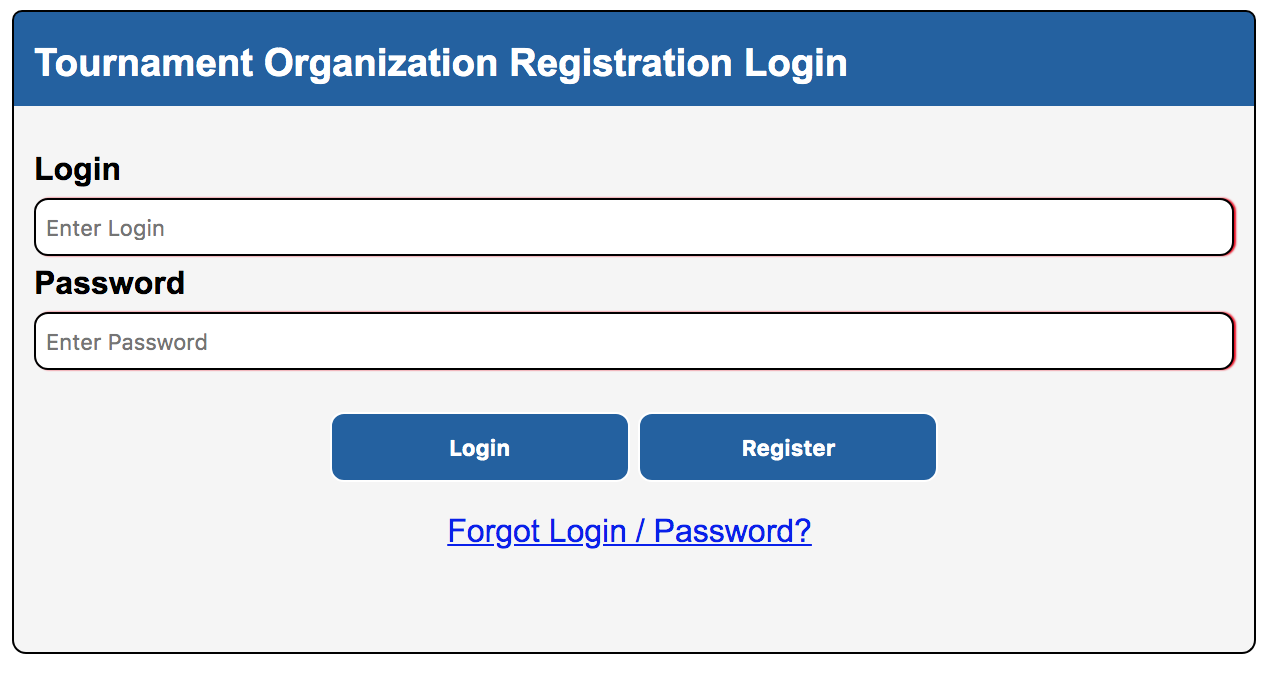 Tournament Organization Registration Login
Login
Enter Login
Password
Enter Password
Login Register
Forgot Login / Password?